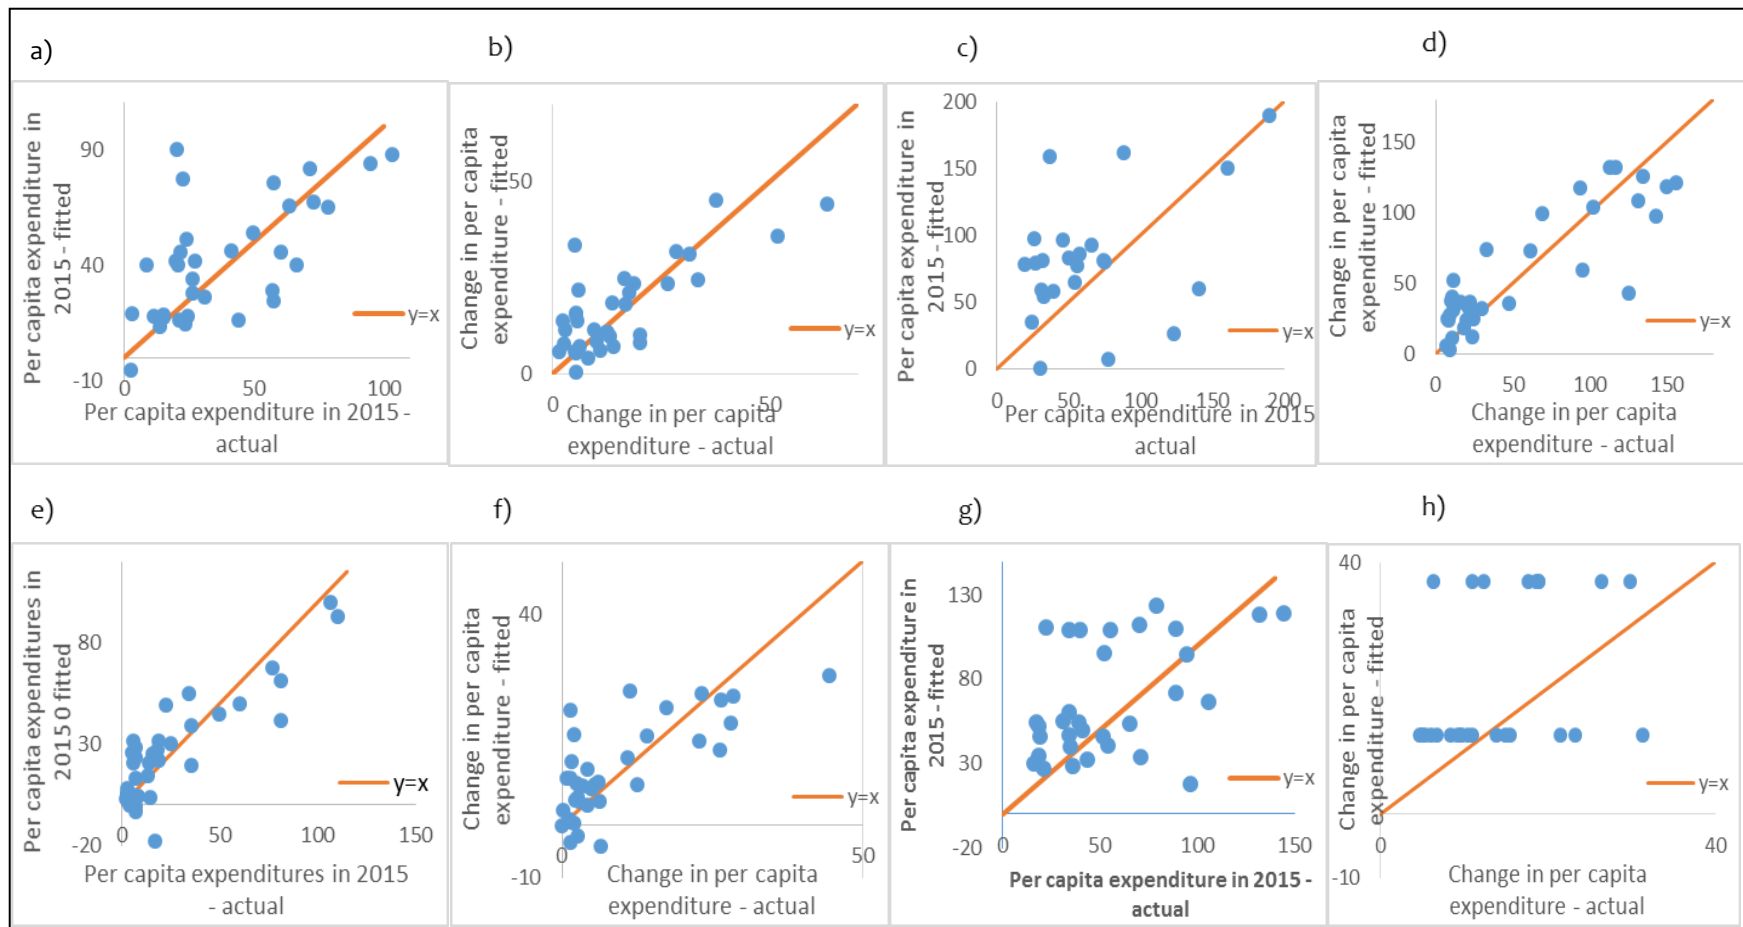 a)
Per capita expenditure in
2015 - fitted
90
40
-10
0
50
100
y=x
Per capita expenditure in 2015 -
actual
b)
Change in per capita
expenditure - fitted
50
0
0
50
y=x
Change in per capita
expenditure - actual
c)
Per capita expenditure in
2015 - fitted
200
150
100
50
0
0
50
100
150
200
y=x
Per capita expenditure in 2015
actual
d)
Change in per capita
expenditure - fitted
150
100
50
0
0
50
100
150
y=x
Change in per capita
expenditure - actual
e)
Per capita expenditures in
2015 0 fitted
80
30
-20
0
50
100
150
y=x
Per capita expenditures in 2015
- actual
f)
Change in per capita
expenditure - fitted
40
-10
0
50
y=x
Change in per capita
expenditure - actual
g)
Per capita expenditure in
2015 - fitted
130
80
30
-20
0
50
100
150
y=x
Per capita expenditure in 2015 -
actual
h)
Change in per capita
expenditure - fitted
40
-10
0
40
y=x
Change in per capita
expenditure - actual